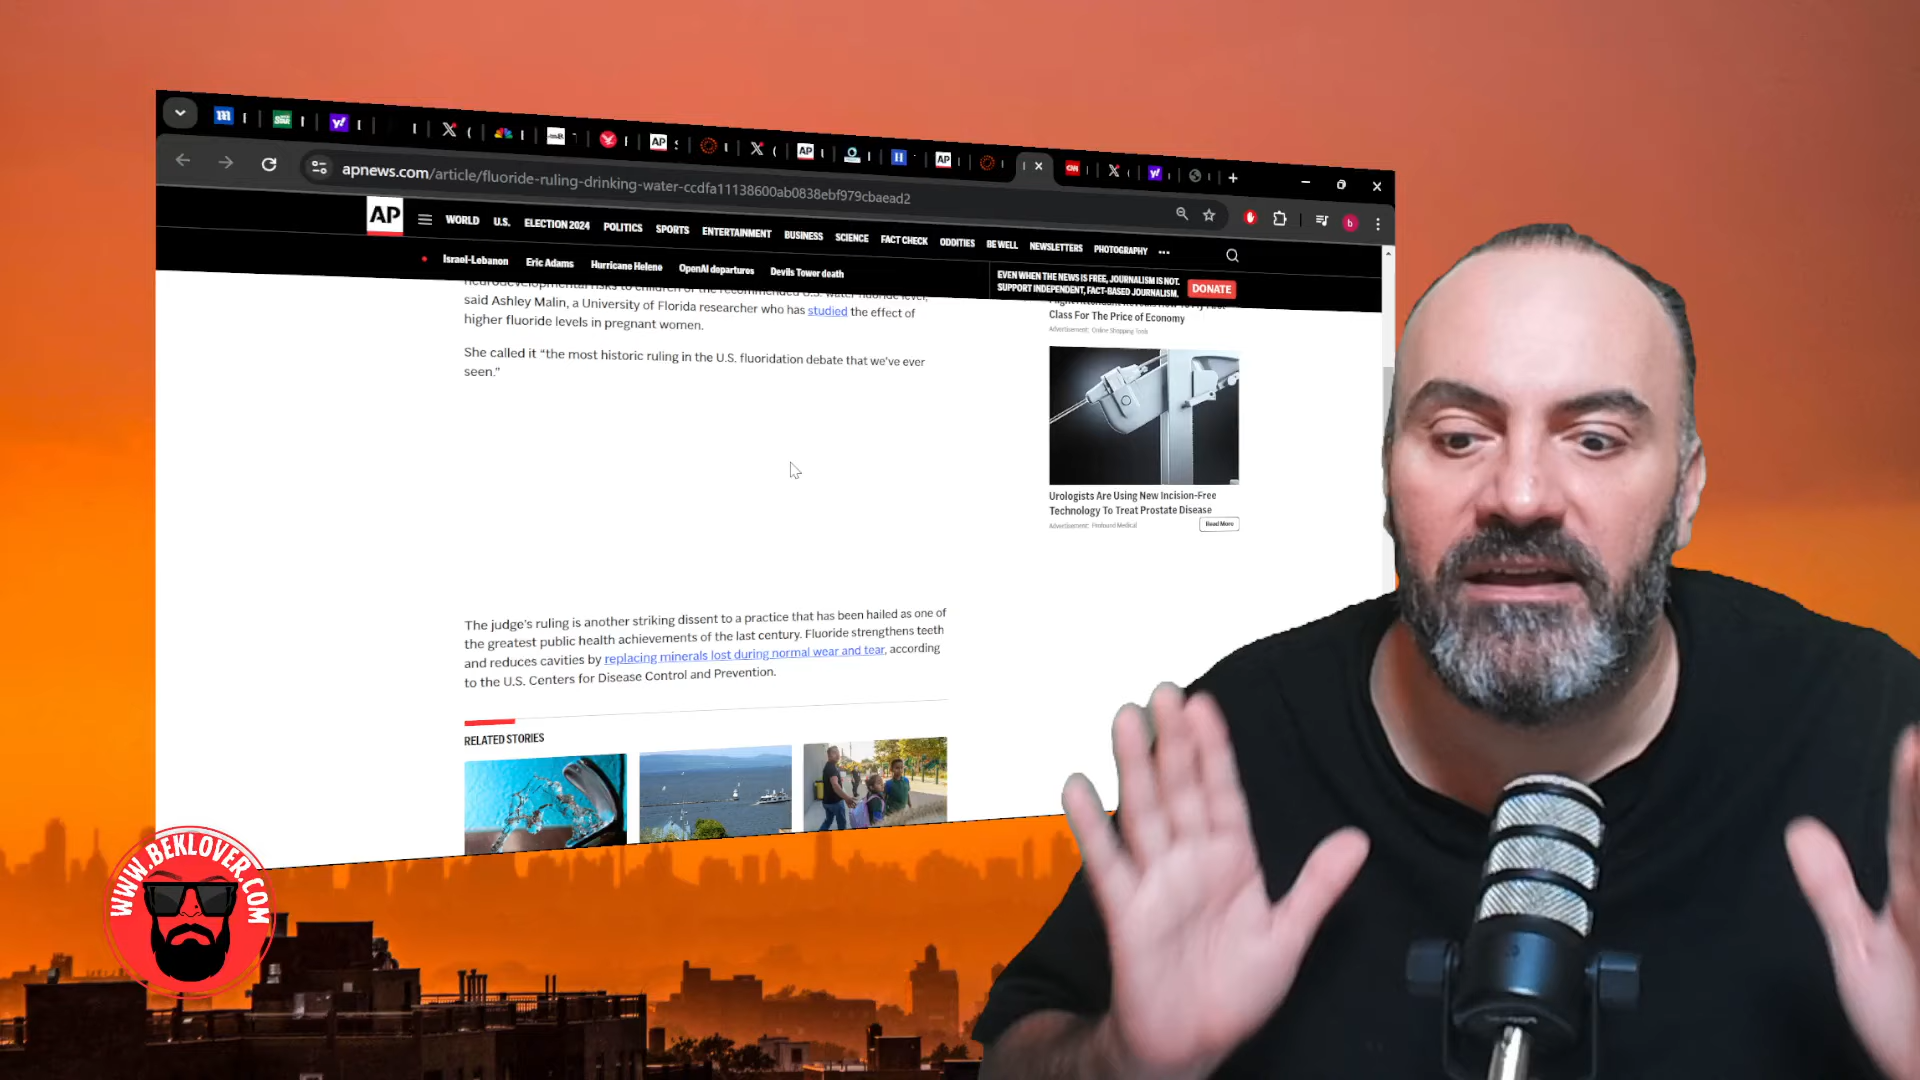 apnews.com/article/fluoride-ruling-drinking-water-ccdfa11138600ab0838ebf979cbaead2
AP
WORLD U.S. ELECTION 2024 POLITICS SPORTS ENTERTAINMENT BUSINESS SCIENCE FACT CHECK ODDITIES BE WELL NEWSLETTERS PHOTOGRAPHY
Israel-Lebanon Eric Adams Hurricane Helene OpenAI departures Devils Tower death
EVEN WHEN THE NEWS IS FREE, JOURNALISM IS NOT.
SUPPORT INDEPENDENT, FACT-BASED JOURNALISM.
DONATE
said Ashley Malin, a University of Florida researcher who has studied the effect of
higher fluoride levels in pregnant women.
She called it “the most historic ruling in the U.S. fluoridation debate that we’ve ever
seen.”
The judge’s ruling is another striking dissent to a practice that has been hailed as one of
the greatest public health achievements of the last century. Fluoride strengthens teeth
and reduces cavities by replacing minerals lost during normal wear and tear, according
to the U.S. Centers for Disease Control and Prevention.
RELATED STORIES
Class For The Price of Economy
Advertisement: Online Shopping Tools
Urologists Are Using New Incision-Free
Technology To Treat Prostate Disease
Advertisement: Profound Medical
Read More
WWW.BEKLOVER.COM